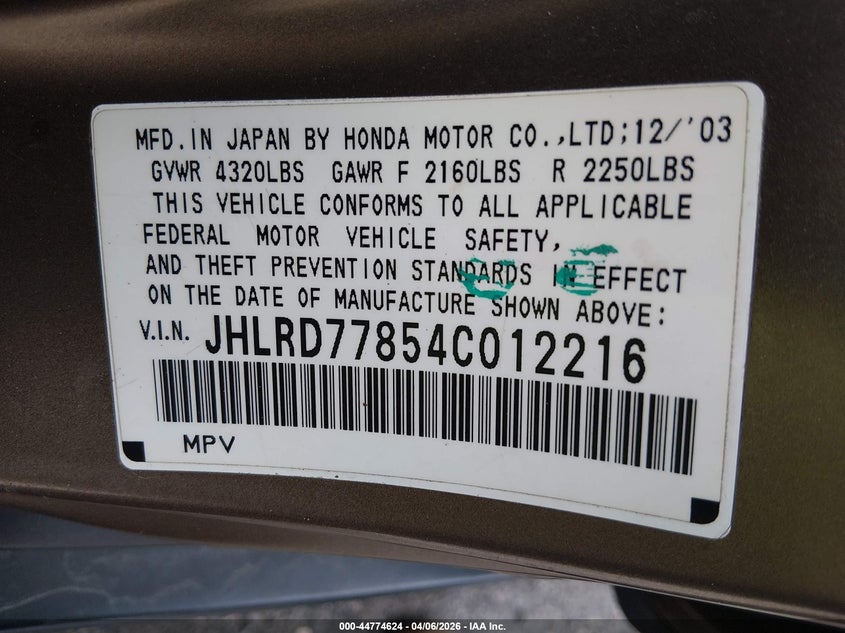 MFD.IN JAPAN BY HONDA MOTOR CO.,LTD;12/'03
GVWR 4320LBS GAWR F 2160LBS R 2250LBS
THIS VEHICLE CONFORMS TO ALL APPLICABLE
FEDERAL MOTOR VEHICLE SAFETY,
AND THEFT PREVENTION STANDARDS IN EFFECT
ON THE DATE OF MANUFACTURE SHOWN ABOVE:
V.I.N. JHLRD77854C012216
MPV
000-44774624 | 04/06/2026 - IAA Inc.